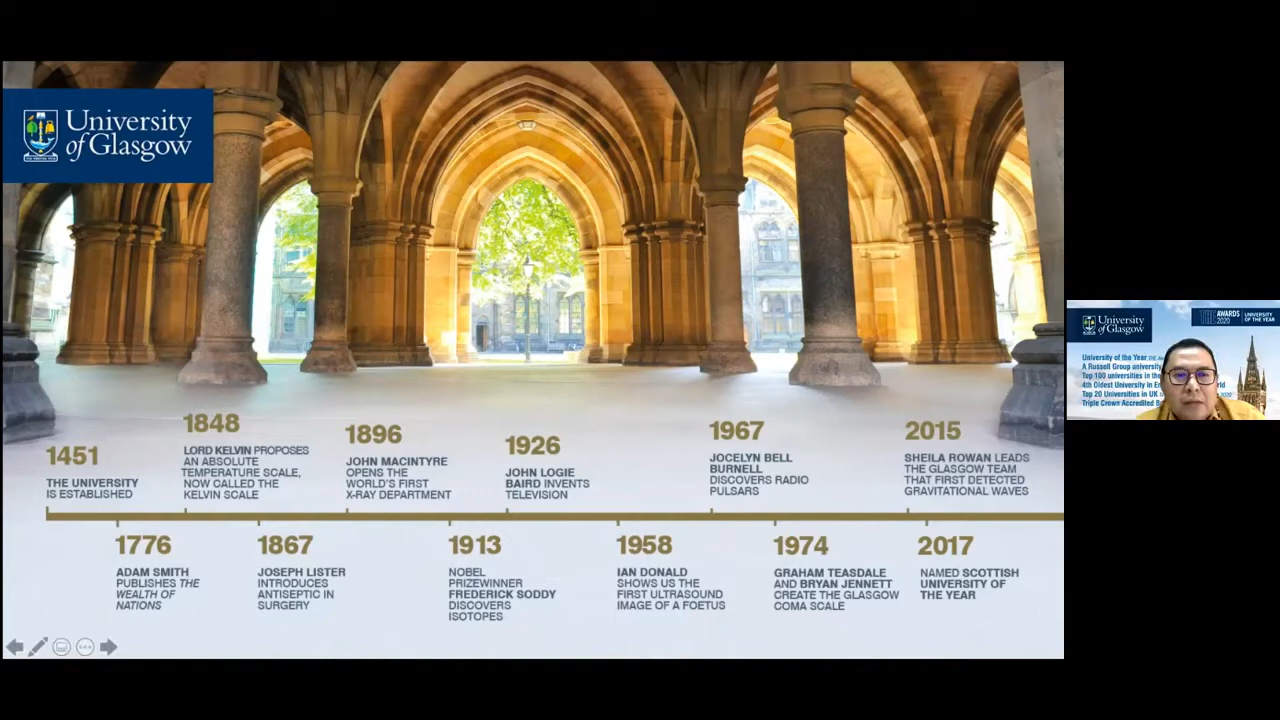 University
of Glasgow
1451
THE UNIVERSITY
IS ESTABLISHED
1848
LORD KELVIN PROPOSES
AN ABSOLUTE
TEMPERATURE SCALE,
NOW CALLED THE
KELVIN SCALE
1896
JOHN MACINTYRE
OPENS THE
WORLD'S FIRST
X-RAY DEPARTMENT
1926
JOHN LOGIE
BAIRD INVENTS
TELEVISION
1967
JOCELYN BELL
BURNELL
DISCOVERS RADIO
PULSARS
2015
SHEILA ROWAN LEADS
THE GLASGOW TEAM
THAT FIRST DETECTED
GRAVITATIONAL WAVES
1776
ADAM SMITH
PUBLISHES THE
WEALTH OF
NATIONS
1867
JOSEPH LISTER
INTRODUCES
ANTISEPTIC IN
SURGERY
1913
NOBEL
PRIZEWINNER
FREDERICK SODDY
DISCOVERS
ISOTOPES
1958
IAN DONALD
SHOWS US THE
FIRST ULTRASOUND
IMAGE OF A FOETUS
1974
GRAHAM TEASDALE
AND BRYAN JENNETT
CREATE THE GLASGOW
COMA SCALE
2017
NAMED SCOTTISH
UNIVERSITY OF
THE YEAR
University
of Glasgow
AWARDS
2020
UNIVERSITY
OF THE YEAR
University of the Year
A Russell Group university
Top 100 universities in the
4th Oldest University in
Top 20 Universities in UK
Triple Crown Accredited